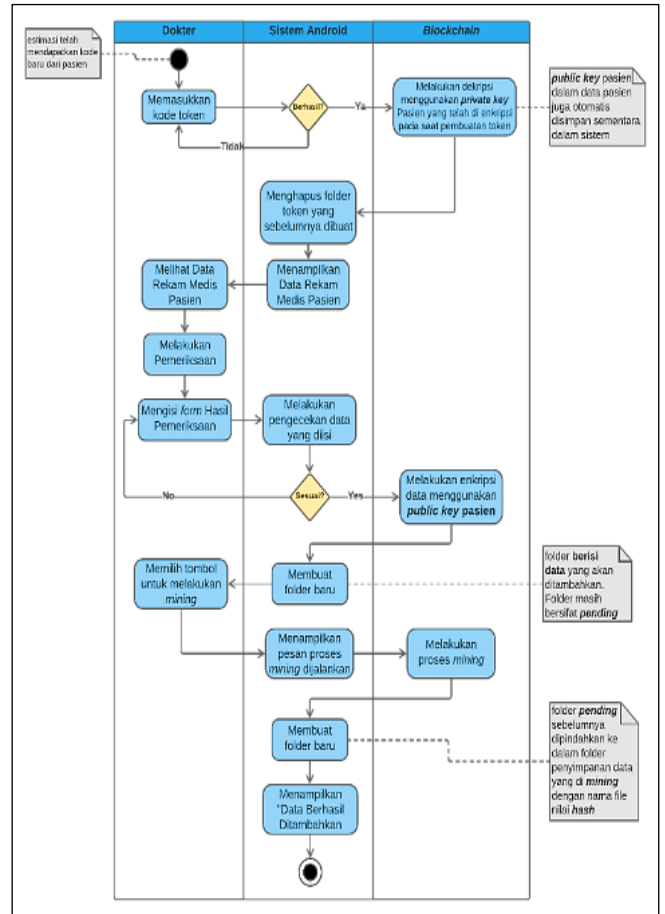 Dokter
Sistem Android
Blockchain
estimasi telah
mendapatkan kode
baru dari pasien
Memasukkan
kode token
Berhasil?
Ya
Tidak
Melakukan dekripsi
menggunakan private key
Pasien yang telah di enkripsi
pada saat pembuatan token
public key pasien
dalam data pasien
juga otomatis
disimpan sementara
dalam sistem
Menghapus folder
token yang
sebelumnya dibuat
Melihat Data
Rekam Medis
Pasien
Menampilkan
Data Rekam
Medis Pasien
Melakukan
Pemeriksaan
Mengisi form Hasil
Pemeriksaan
Melakukan
pengecekan data
yang diisi
Sesuai?
No
Yes
Melakukan enkripsi
data menggunakan
public key pasien
Memilih tombol
untuk melakukan
mining
Membuat
folder baru
folder berisi
data yang akan
ditambahkan.
Folder masih
bersifat pending
Menampilkan
pesan proses
mining dijalankan
Melakukan
proses mining
Membuat
folder baru
folder pending
sebelumnya
dipindahkan ke
dalam folder
penyimpanan data
yang di mining
dengan nama file
nilai hash
Menampilkan
"Data Berhasil
Ditambahkan